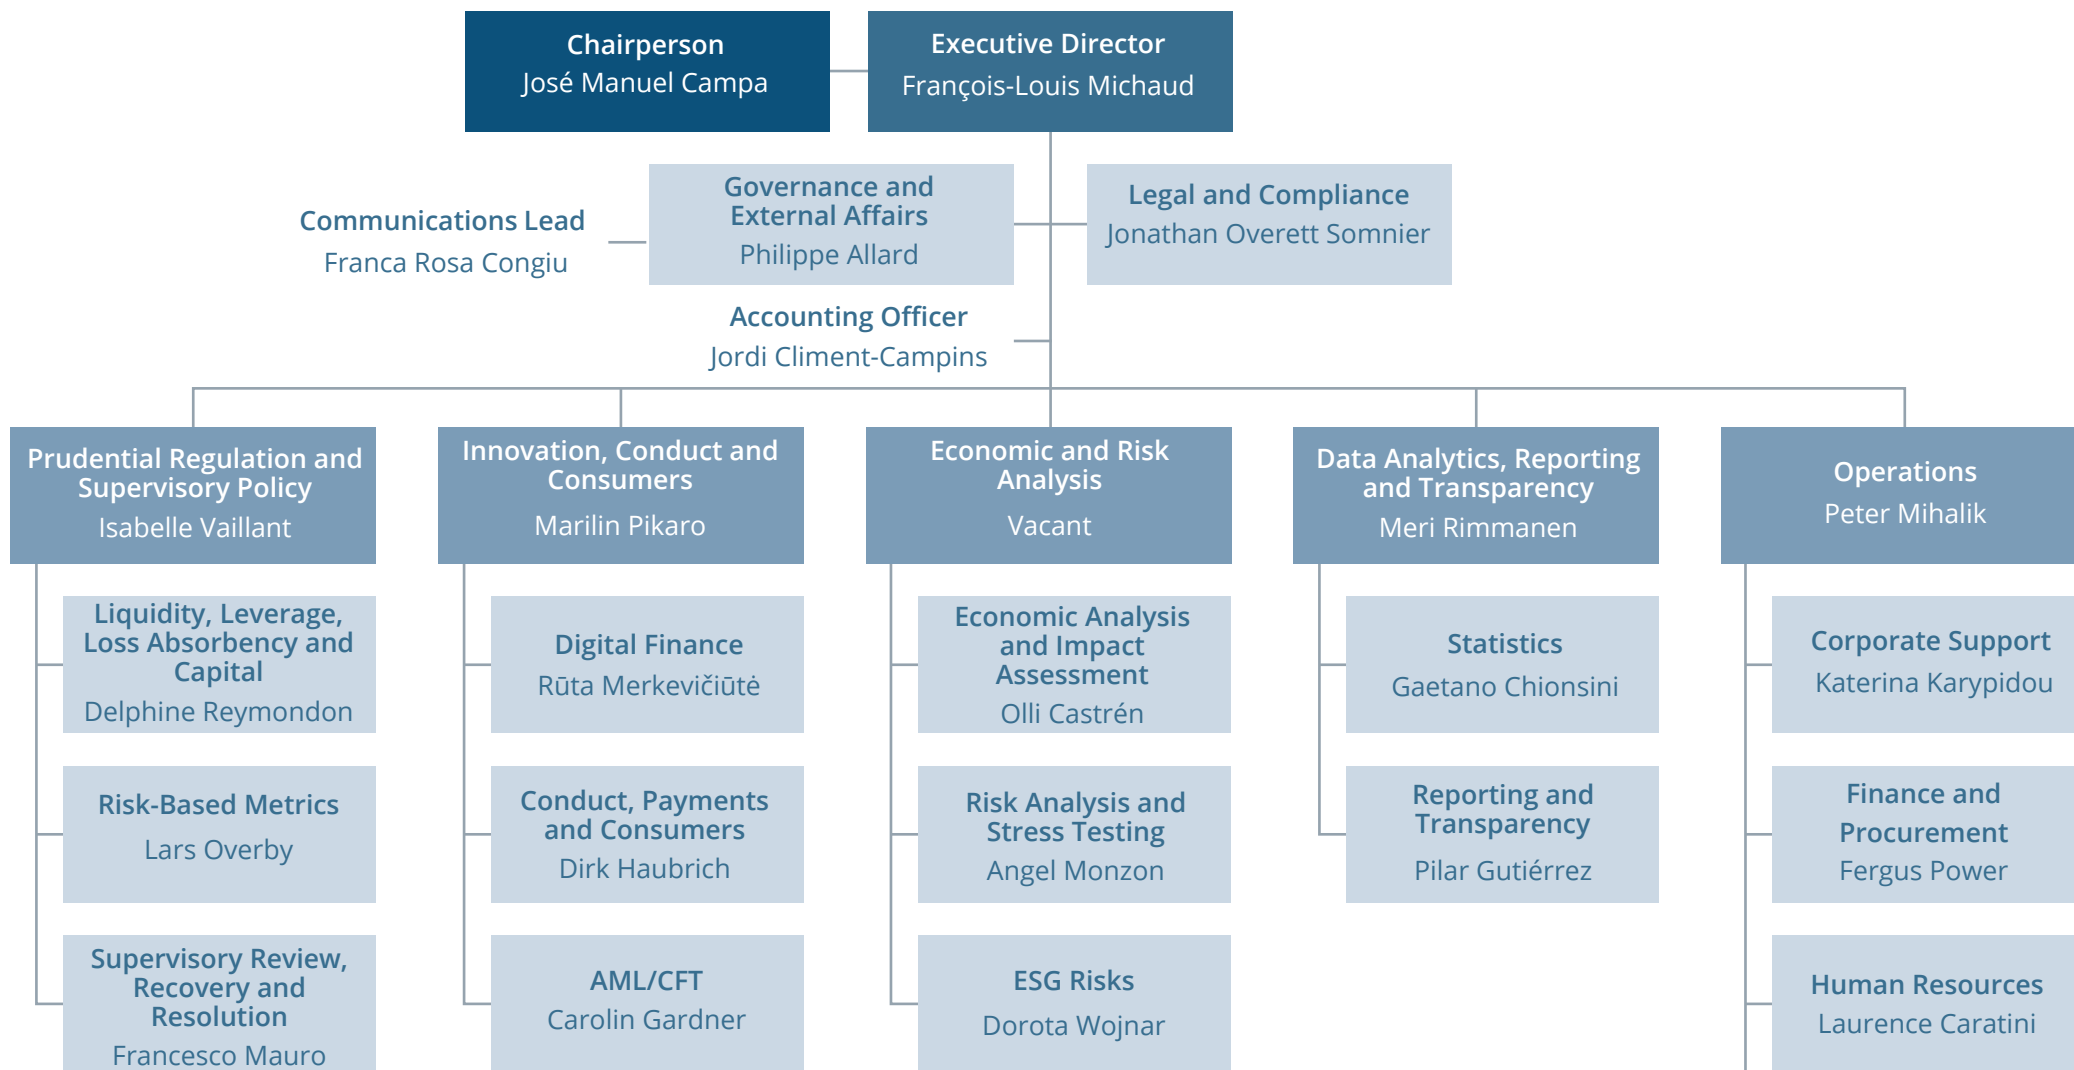 Chairperson
José Manuel Campa
Executive Director
François-Louis Michaud
Communications Lead
Franca Rosa Congiu
Governance and
External Affairs
Philippe Allard
Legal and Compliance
Jonathan Overett Somnier
Accounting Officer
Jordi Climent-Campins
Prudential Regulation and
Supervisory Policy
Isabelle Vaillant
Liquidity, Leverage,
Loss Absorbency and
Capital
Delphine Reymondon
Risk-Based Metrics
Lars Overby
Supervisory Review,
Recovery and
Resolution
Francesco Mauro
Innovation, Conduct and
Consumers
Marilin Pikaro
Digital Finance
Rūta Merkevičiūtė
Conduct, Payments
and Consumers
Dirk Haubrich
AML/CFT
Carolin Gardner
Economic and Risk
Analysis
Vacant
Economic Analysis
and Impact
Assessment
Olli Castrén
Risk Analysis and
Stress Testing
Angel Monzon
ESG Risks
Dorota Wojnar
Data Analytics, Reporting
and Transparency
Meri Rimmanen
Statistics
Gaetano Chionsini
Reporting and
Transparency
Pilar Gutiérrez
Operations
Peter Mihalik
Corporate Support
Katerina Karypidou
Finance and
Procurement
Fergus Power
Human Resources
Laurence Caratini